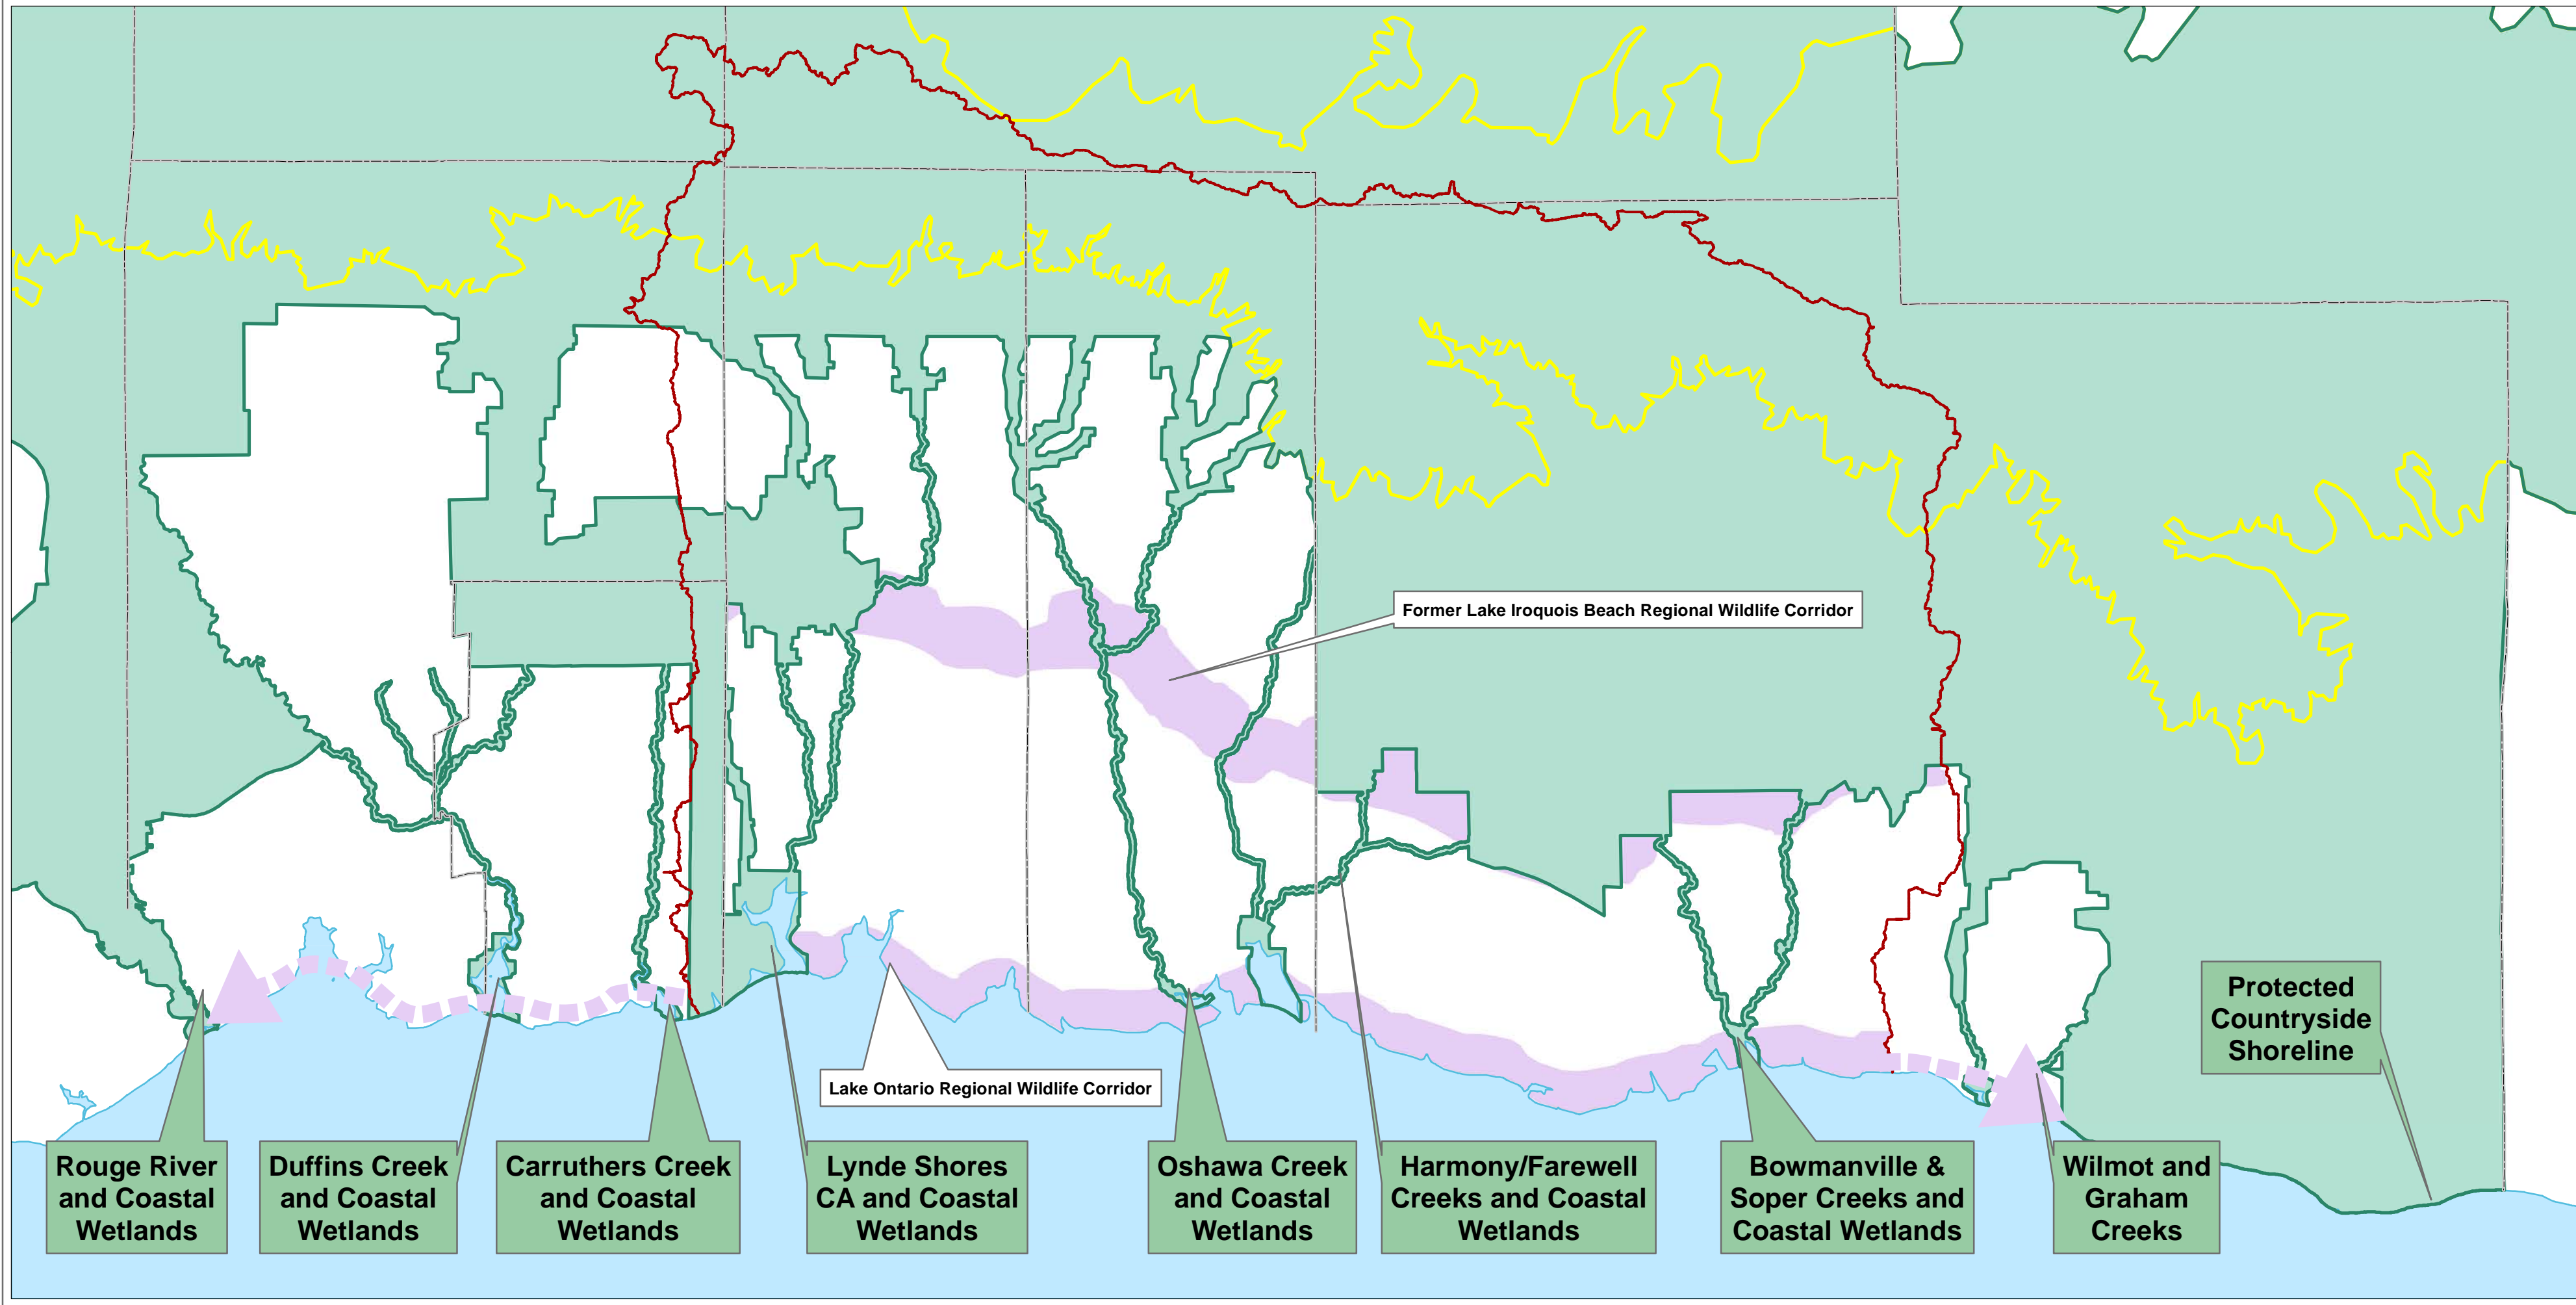 Former Lake Iroquois Beach Regional Wildlife Corridor
Protected
Countryside
Shoreline
Lake Ontario Regional Wildlife Corridor
Rouge River
and Coastal
Wetlands
Duffins Creek
and Coastal
Wetlands
Carruthers Creek
and Coastal
Wetlands
Lynde Shores
CA and Coastal
Wetlands
Oshawa Creek
and Coastal
Wetlands
Harmony/Farewell
Creeks and Coastal
Wetlands
Bowmanville &
Soper Creeks and
Coastal Wetlands
Wilmot and
Graham
Creeks